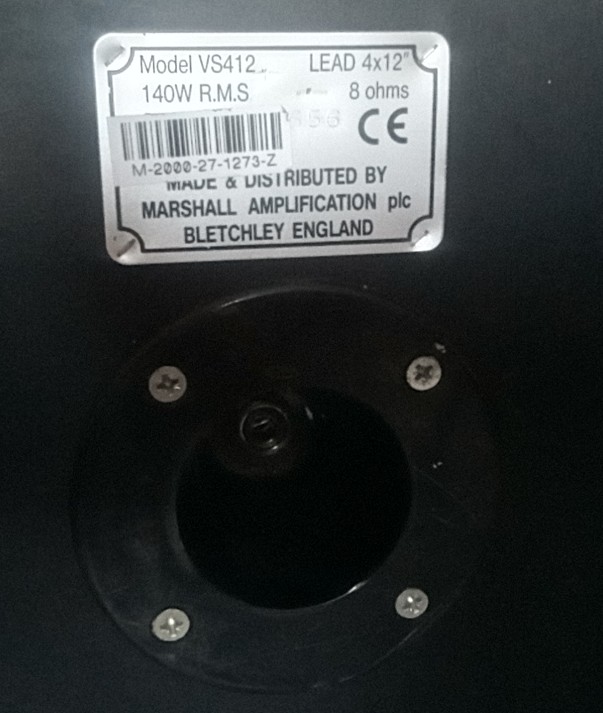 Model VS412 LEAD 4x12"
140W R.M.S 8 ohms
CE
M-2000-27-1273-Z
MADE & DISTRIBUTED BY
MARSHALL AMPLIFICATION plc
BLETCHLEY ENGLAND